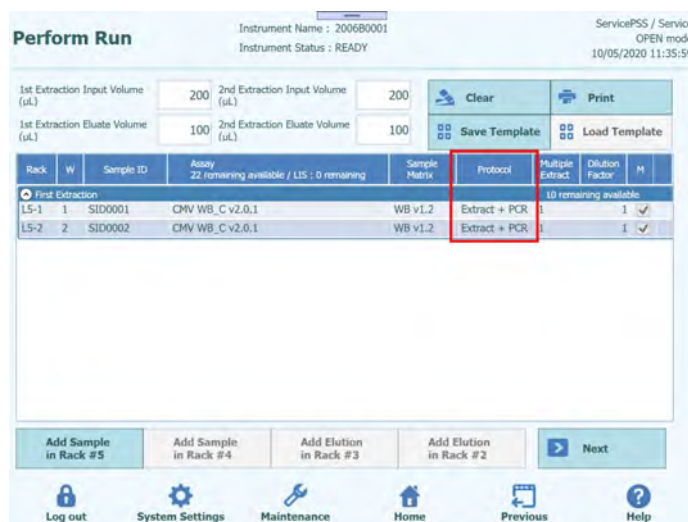 Perform Run
Instrument Name : 2006B0001
Instrument Status : READY
ServicePSS / Servic
OPEN mod
10/05/2020 11:35:5
1st Extraction Input Volume (uL) 200 2nd Extraction Input Volume (uL) 200 Clear Print
1st Extraction Eluate Volume (uL) 100 2nd Extraction Eluate Volume (uL) 100 Save Template Load Template
Rack W Sample ID Assay 22 remaining available / LIS : 0 remaining Sample Matrix Protocol Multiple Extract Dilution Factor M
First Extraction 10 remaining available
L5-1 1 SID0001 CMV WB_C v2.0.1 WB v1.2 Extract + PCR 1 1
L5-2 2 SID0002 CMV WB_C v2.0.1 WB v1.2 Extract + PCR 1 1
Add Sample in Rack #5 Add Sample in Rack #4 Add Elution in Rack #3 Add Elution in Rack #2 Next
Log out System Settings Maintenance Home Previous Help